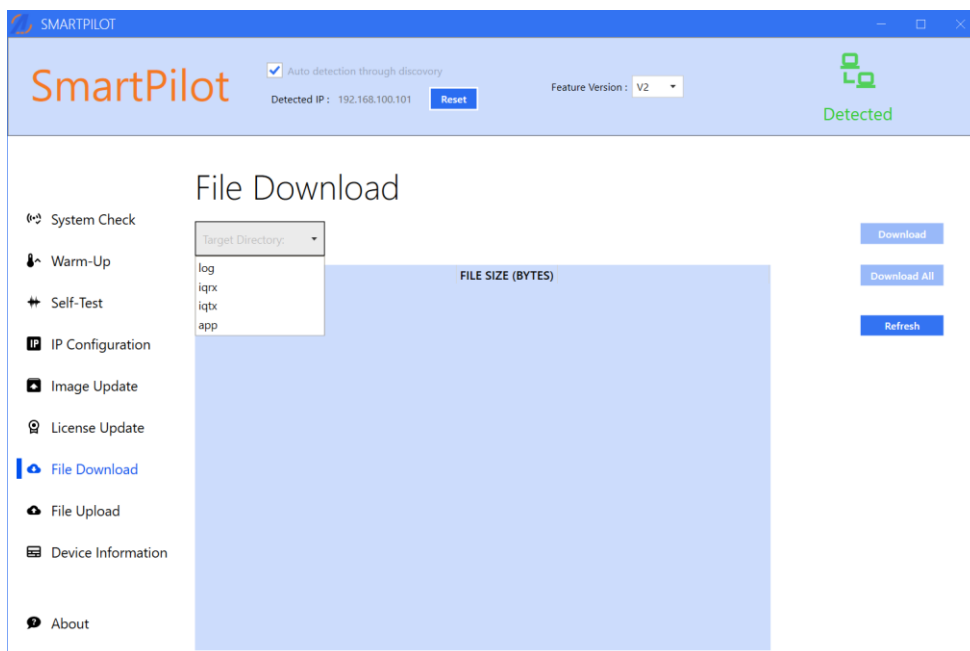 SMARTPILOT
SmartPilot
Auto detection through discovory
Detected IP : 192.168.100.101 Reset
Feature Version : V2
Detected
File Download
System Check
Warm-Up
Self-Test
IP Configuration
Image Update
License Update
File Download
File Upload
Device Information
About
Target Directory:
log
iqrx
iqtx
app
FILE SIZE (BYTES)
Download
Download All
Refresh